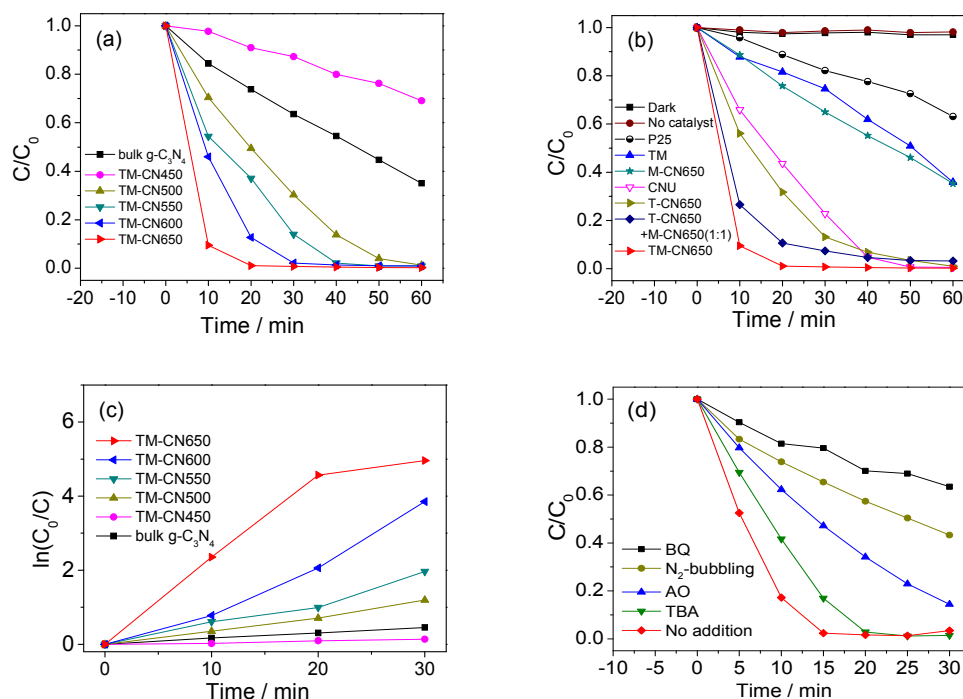 (a)
C/C0
1.0
0.8
0.6
0.4
0.2
0.0
bulk g-C3N4
TM-CN450
TM-CN500
TM-CN550
TM-CN600
TM-CN650
-20 -10 0 10 20 30 40 50 60
Time / min
(b)
C/C0
1.0
0.8
0.6
0.4
0.2
0.0
Dark
No catalyst
P25
TM
M-CN650
CNU
T-CN650
T-CN650
+M-CN650(1:1)
TM-CN650
-20 -10 0 10 20 30 40 50 60
Time / min
(c)
ln(C0/C)
6
4
2
0
TM-CN650
TM-CN600
TM-CN550
TM-CN500
TM-CN450
bulk g-C3N4
0 10 20 30
Time / min
(d)
C/C0
1.0
0.8
0.6
0.4
0.2
0.0
BQ
N2-bubbling
AO
TBA
No addition
-10 -5 0 5 10 15 20 25 30
Time / min